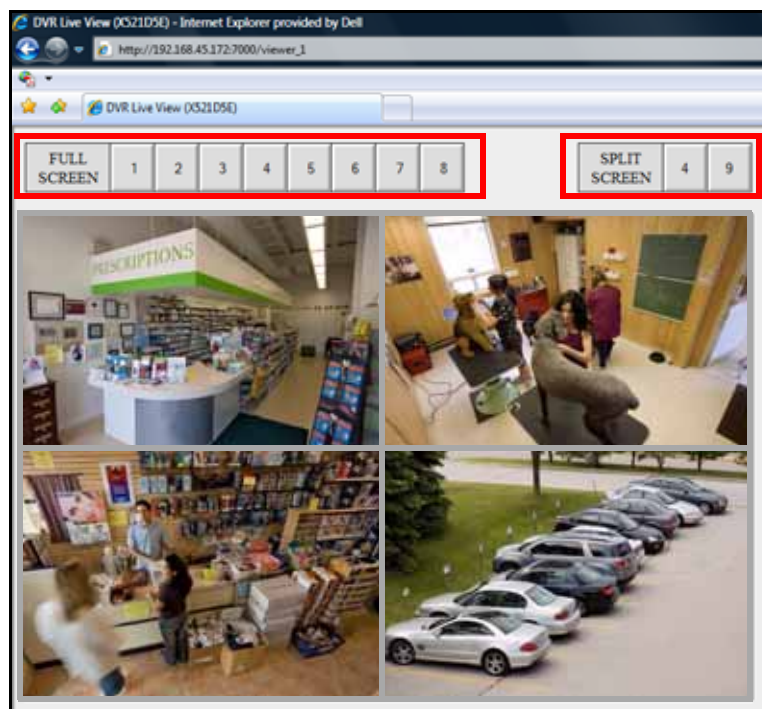 DVR Live View (X521D5E) - Internet Explorer provided by Dell
http://192.168.45.172:7000/viewer_1
DVR Live View (X521D5E)
FULL SCREEN 1 2 3 4 5 6 7 8
SPLIT SCREEN 4 9
PRESCRIPTIONS